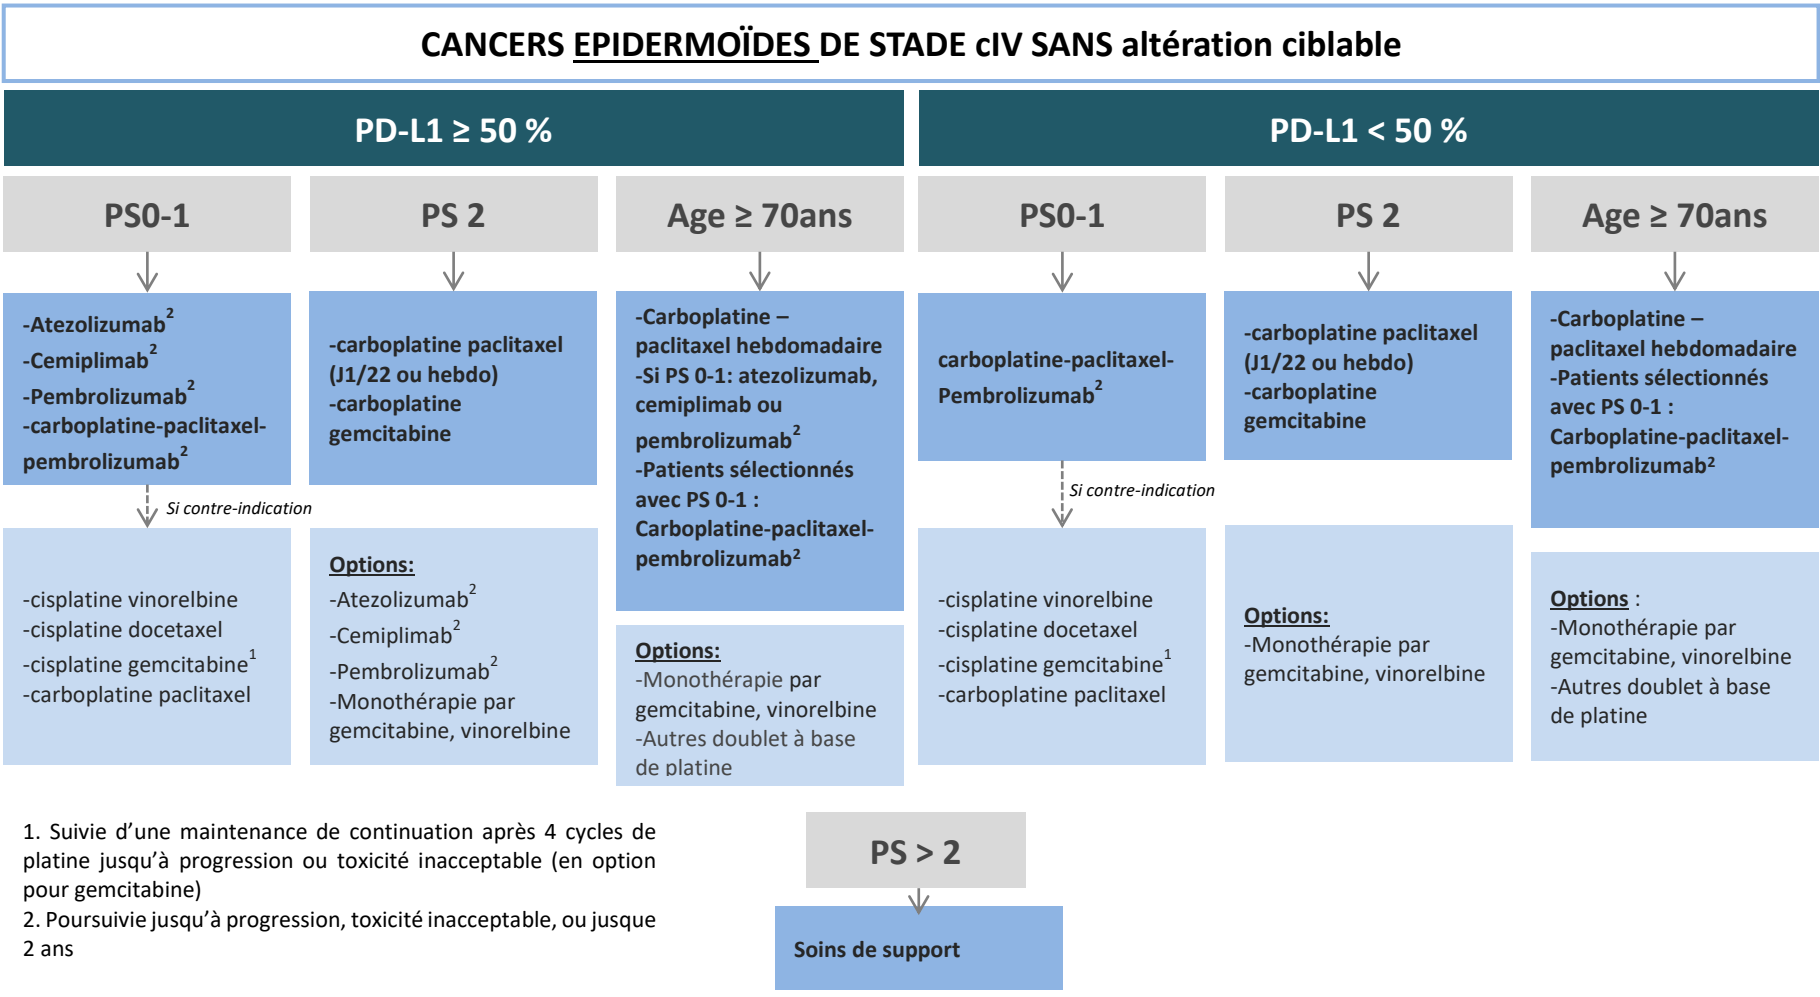 CANCERS EPIDERMOÏDES DE STADE cIV SANS altération ciblable
PD-L1 ≥ 50 %
PD-L1 < 50 %
PS0-1
PS 2
Age ≥ 70ans
PS0-1
PS 2
Age ≥ 70ans
-Atezolizumab2
-Cemiplimab2
-Pembrolizumab2
-carboplatine-paclitaxel-
pembrolizumab2
-carboplatine paclitaxel
(J1/22 ou hebdo)
-carboplatine
gemcitabine
-Carboplatine –
paclitaxel hebdomadaire
-Si PS 0-1: atezolizumab,
cemiplimab ou
pembrolizumab2
-Patients sélectionnés
avec PS 0-1 :
Carboplatine-paclitaxel-
pembrolizumab2
carboplatine-paclitaxel-
Pembrolizumab2
-carboplatine paclitaxel
(J1/22 ou hebdo)
-carboplatine
gemcitabine
-Carboplatine –
paclitaxel hebdomadaire
-Patients sélectionnés
avec PS 0-1 :
Carboplatine-paclitaxel-
pembrolizumab2
Si contre-indication
Si contre-indication
-cisplatine vinorelbine
-cisplatine docetaxel
-cisplatine gemcitabine1
-carboplatine paclitaxel
Options:
-Atezolizumab2
-Cemiplimab2
-Pembrolizumab2
-Monothérapie par
gemcitabine, vinorelbine
Options:
-Monothérapie par
gemcitabine, vinorelbine
-Autres doublet à base
de platine
-cisplatine vinorelbine
-cisplatine docetaxel
-cisplatine gemcitabine1
-carboplatine paclitaxel
Options:
-Monothérapie par
gemcitabine, vinorelbine
Options :
-Monothérapie par
gemcitabine, vinorelbine
-Autres doublet à base
de platine
1. Suivie d’une maintenance de continuation après 4 cycles de
platine jusqu’à progression ou toxicité inacceptable (en option
pour gemcitabine)
2. Poursuivie jusqu’à progression, toxicité inacceptable, ou jusque
2 ans
PS > 2
Soins de support